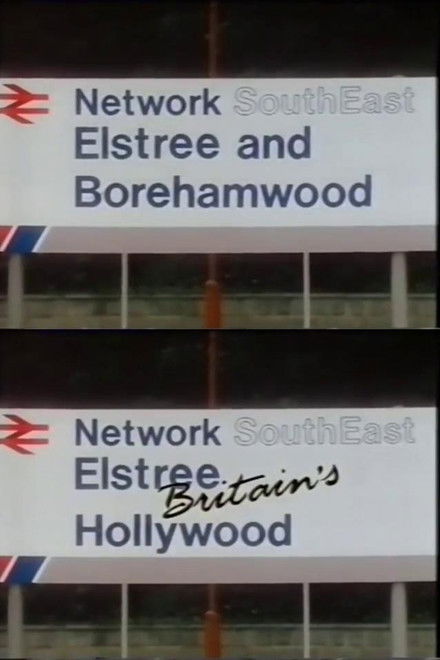 Network SouthEast
Elstree and
Borehamwood
Network SouthEast
Elstree.
Britain's
Hollywood